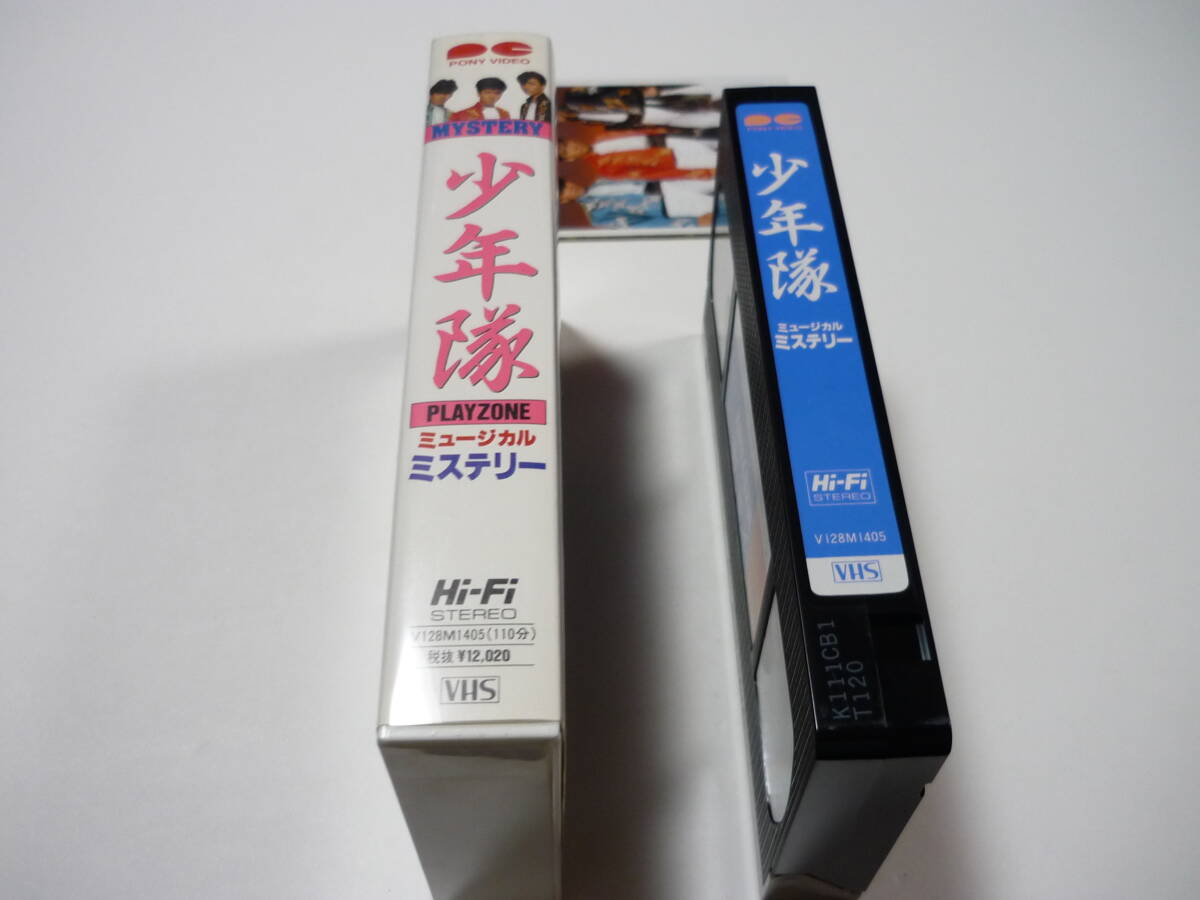 PONY VIDEO
MYSTERY
少年隊
PLAYZONE
ミュージカル
ミステリー
Hi-Fi
STEREO
V128M1405(110分)
税抜 ¥12,020
VHS
PONY VIDEO
少年隊
ミュージカル
ミステリー
Hi-Fi
STEREO
V128M1405
VHS
K111CB1
T120